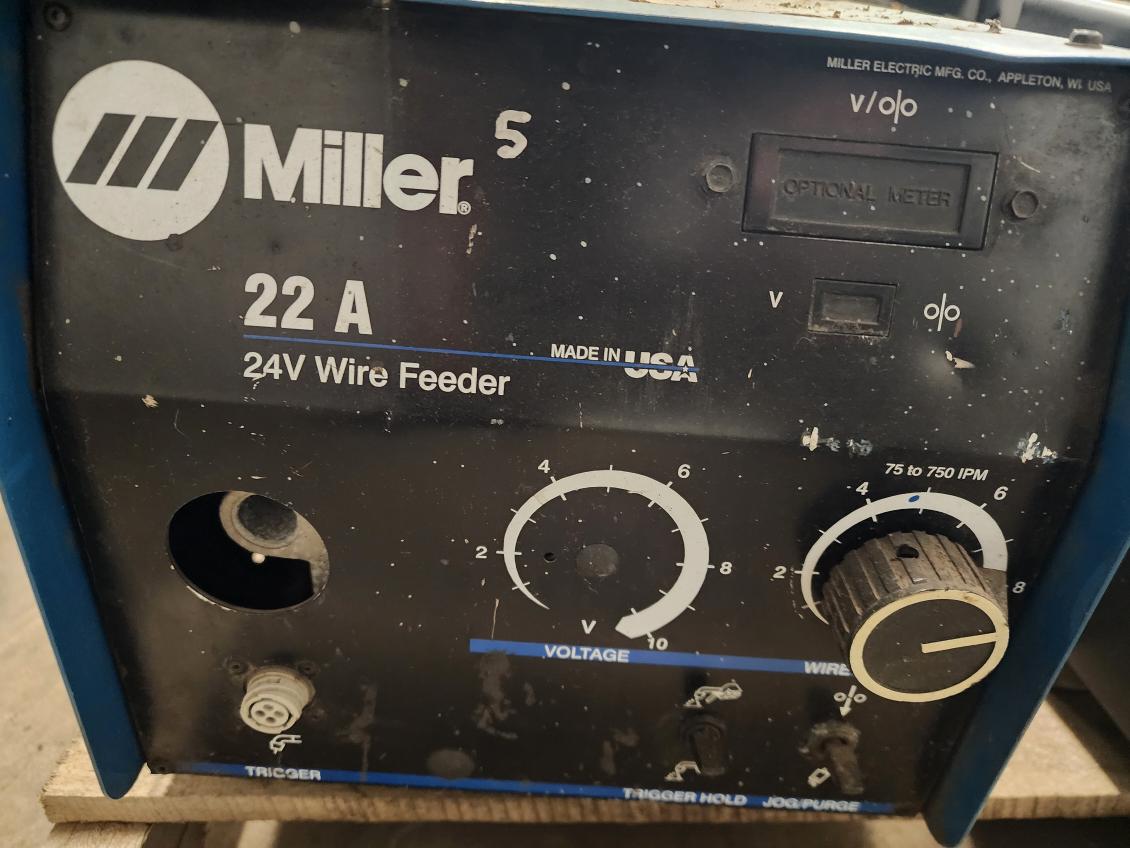 MILLER ELECTRIC MFG. CO., APPLETON, WI. USA
V/o|o
Miller®
5
OPTIONAL METER
V
o|o
22 A
MADE IN USA
24V Wire Feeder
75 to 750 IPM
4 6
4 6
2 8
2 8
V
10
VOLTAGE
WIRE
TRIGGER
TRIGGER HOLD
JOG/PURGE